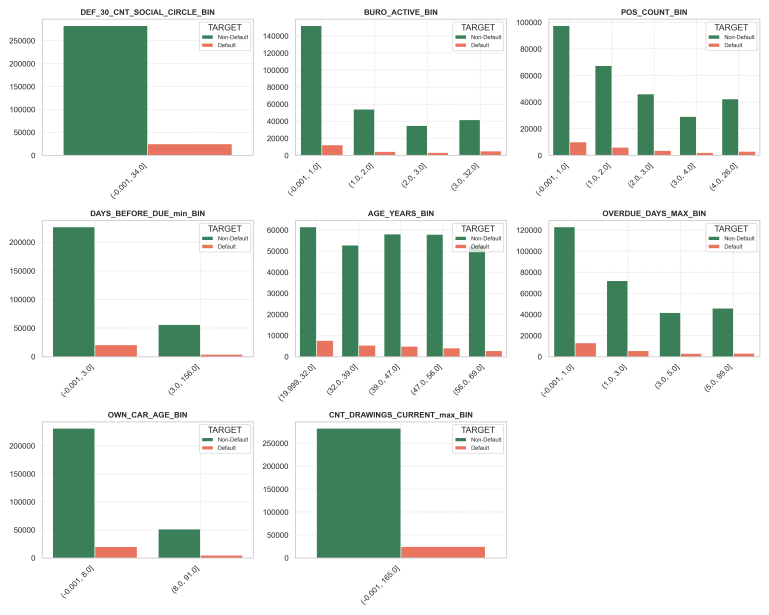 DEF_30_CNT_SOCIAL_CIRCLE_BIN
TARGET
Non-Default
Default
250000
200000
150000
100000
50000
0
(-0.001, 34.0]
BURO_ACTIVE_BIN
TARGET
Non-Default
Default
140000
120000
100000
80000
60000
40000
20000
0
(-0.001, 1.0]
(1.0, 2.0]
(2.0, 3.0]
(3.0, 32.0]
POS_COUNT_BIN
TARGET
Non-Default
Default
100000
80000
60000
40000
20000
0
(-0.001, 1.0]
(1.0, 2.0]
(2.0, 3.0]
(3.0, 4.0]
(4.0, 26.0]
DAYS_BEFORE_DUE_min_BIN
TARGET
Non-Default
Default
200000
150000
100000
50000
0
(-0.001, 3.0]
(3.0, 156.0]
AGE_YEARS_BIN
TARGET
Non-Default
Default
60000
50000
40000
30000
20000
10000
0
(19.999, 32.0]
(32.0, 39.0]
(39.0, 47.0]
(47.0, 56.0]
(56.0, 69.0]
OVERDUE_DAYS_MAX_BIN
TARGET
Non-Default
Default
120000
100000
80000
60000
40000
20000
0
(-0.001, 1.0]
(1.0, 3.0]
(3.0, 5.0]
(5.0, 99.0]
OWN_CAR_AGE_BIN
TARGET
Non-Default
Default
200000
150000
100000
50000
0
(-0.001, 8.0]
(8.0, 91.0]
CNT_DRAWINGS_CURRENT_max_BIN
TARGET
Non-Default
Default
250000
200000
150000
100000
50000
0
(-0.001, 165.0]